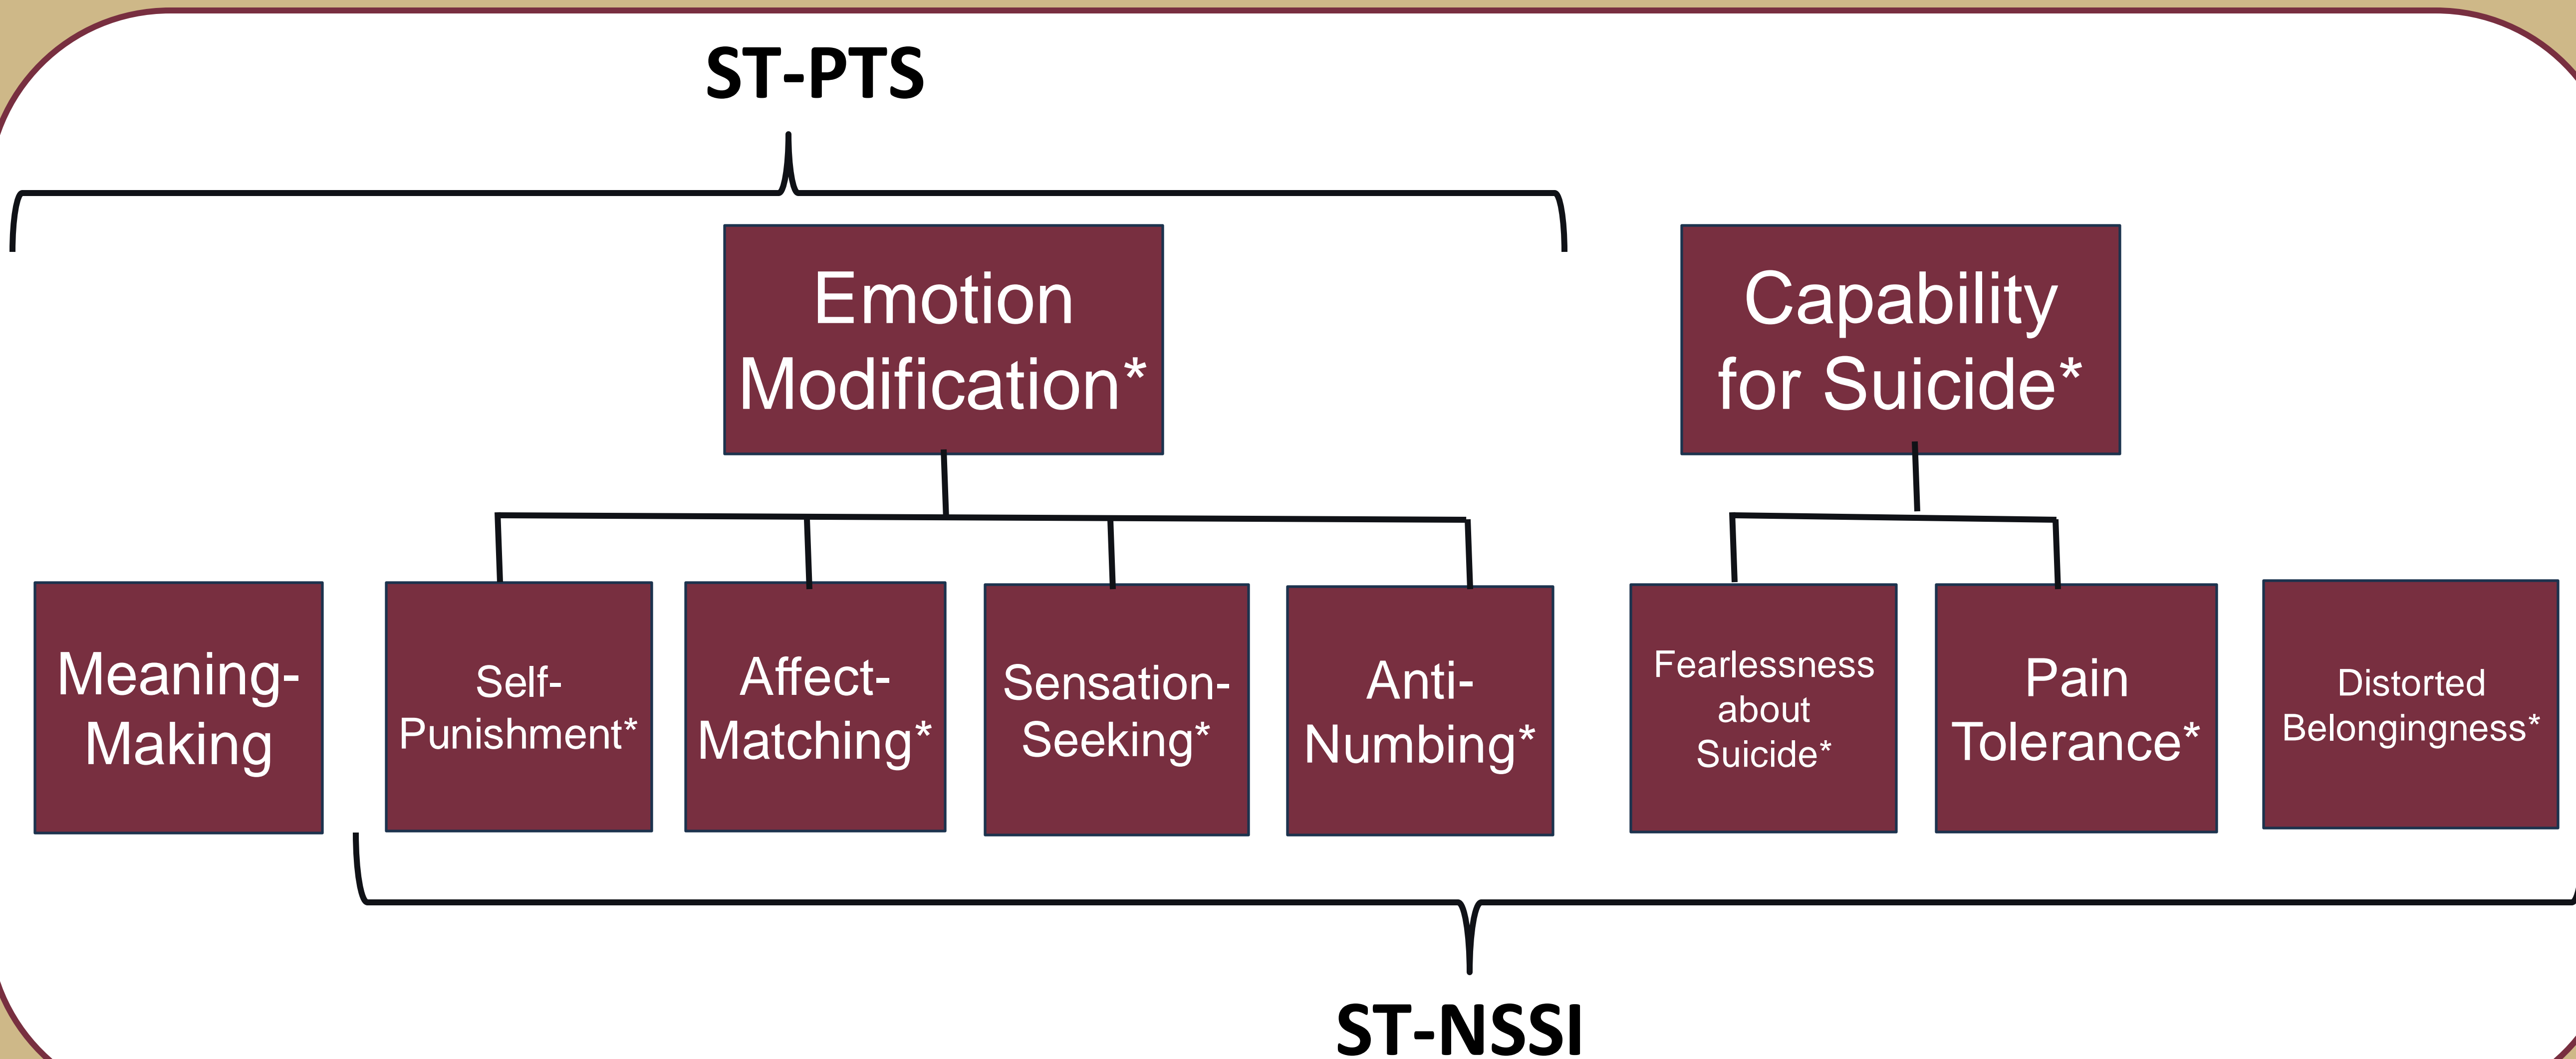 ST-PTS
Emotion
Modification*
Capability
for Suicide*
Meaning-
Making
Self-
Punishment*
Affect-
Matching*
Sensation-
Seeking*
Anti-
Numbing*
Fearlessness
about
Suicide*
Pain
Tolerance*
Distorted
Belongingness*
ST-NSSI